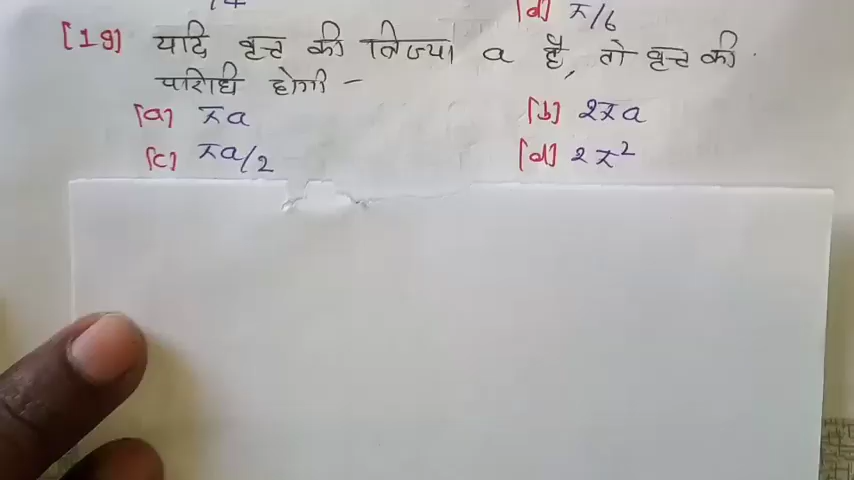 [d] π/6
[19] यदि वृत्त की त्रिज्या a है, तो वृत्त की
परिधि होगी -
[a] πa [b] 2πa
[c] πa/2 [d] 2π²